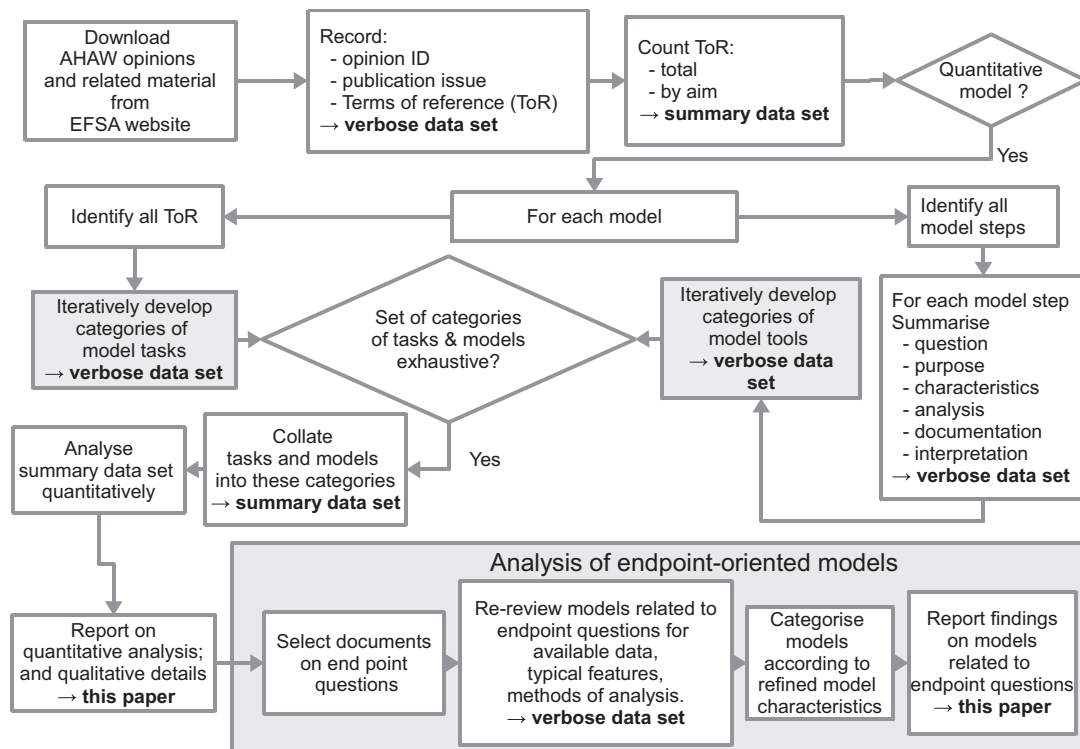 Download
AHAW opinions
and related material
from
EFSA website
Record:
- opinion ID
- publication issue
- Terms of reference (ToR)
→ verbose data set
Count ToR:
- total
- by aim
→ summary data set
Quantitative
model ?
Yes
Identify all ToR
For each model
Identify all
model steps
Iteratively develop
categories of
model tasks
→ verbose data set
Set of categories
of tasks & models
exhaustive?
Iteratively develop
categories of
model tools
→ verbose data
set
For each model step
Summarise
- question
- purpose
- characteristics
- analysis
- documentation
- interpretation
→ verbose data set
Analyse
summary data set
quantitatively
Collate
tasks and models
into these categories
→ summary data set
Yes
Analysis of endpoint-oriented models
Report on
quantitative analysis;
and qualitative details
→ this paper
Select documents
on end point
questions
Re-review models related to
endpoint questions for
available data,
typical features,
methods of analysis.
→ verbose data set
Categorise
models
according to
refined model
characteristics
Report findings
on models
related to
endpoint questions
→ this paper